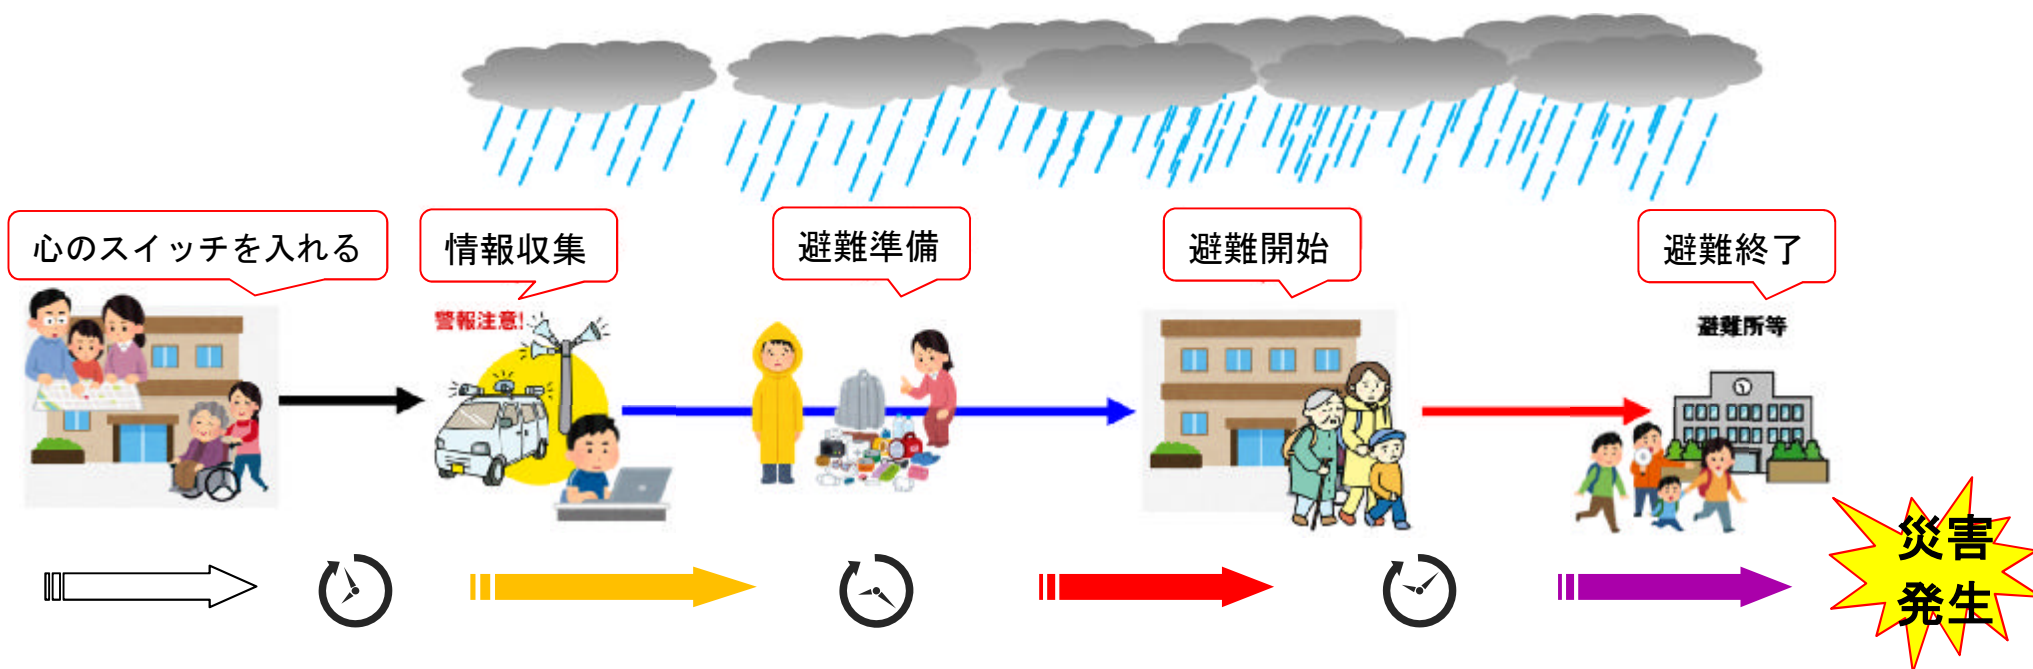 心のスイッチを入れる
情報収集
避難準備
避難開始
避難終了
警報注意!
避難所等
災害
発生